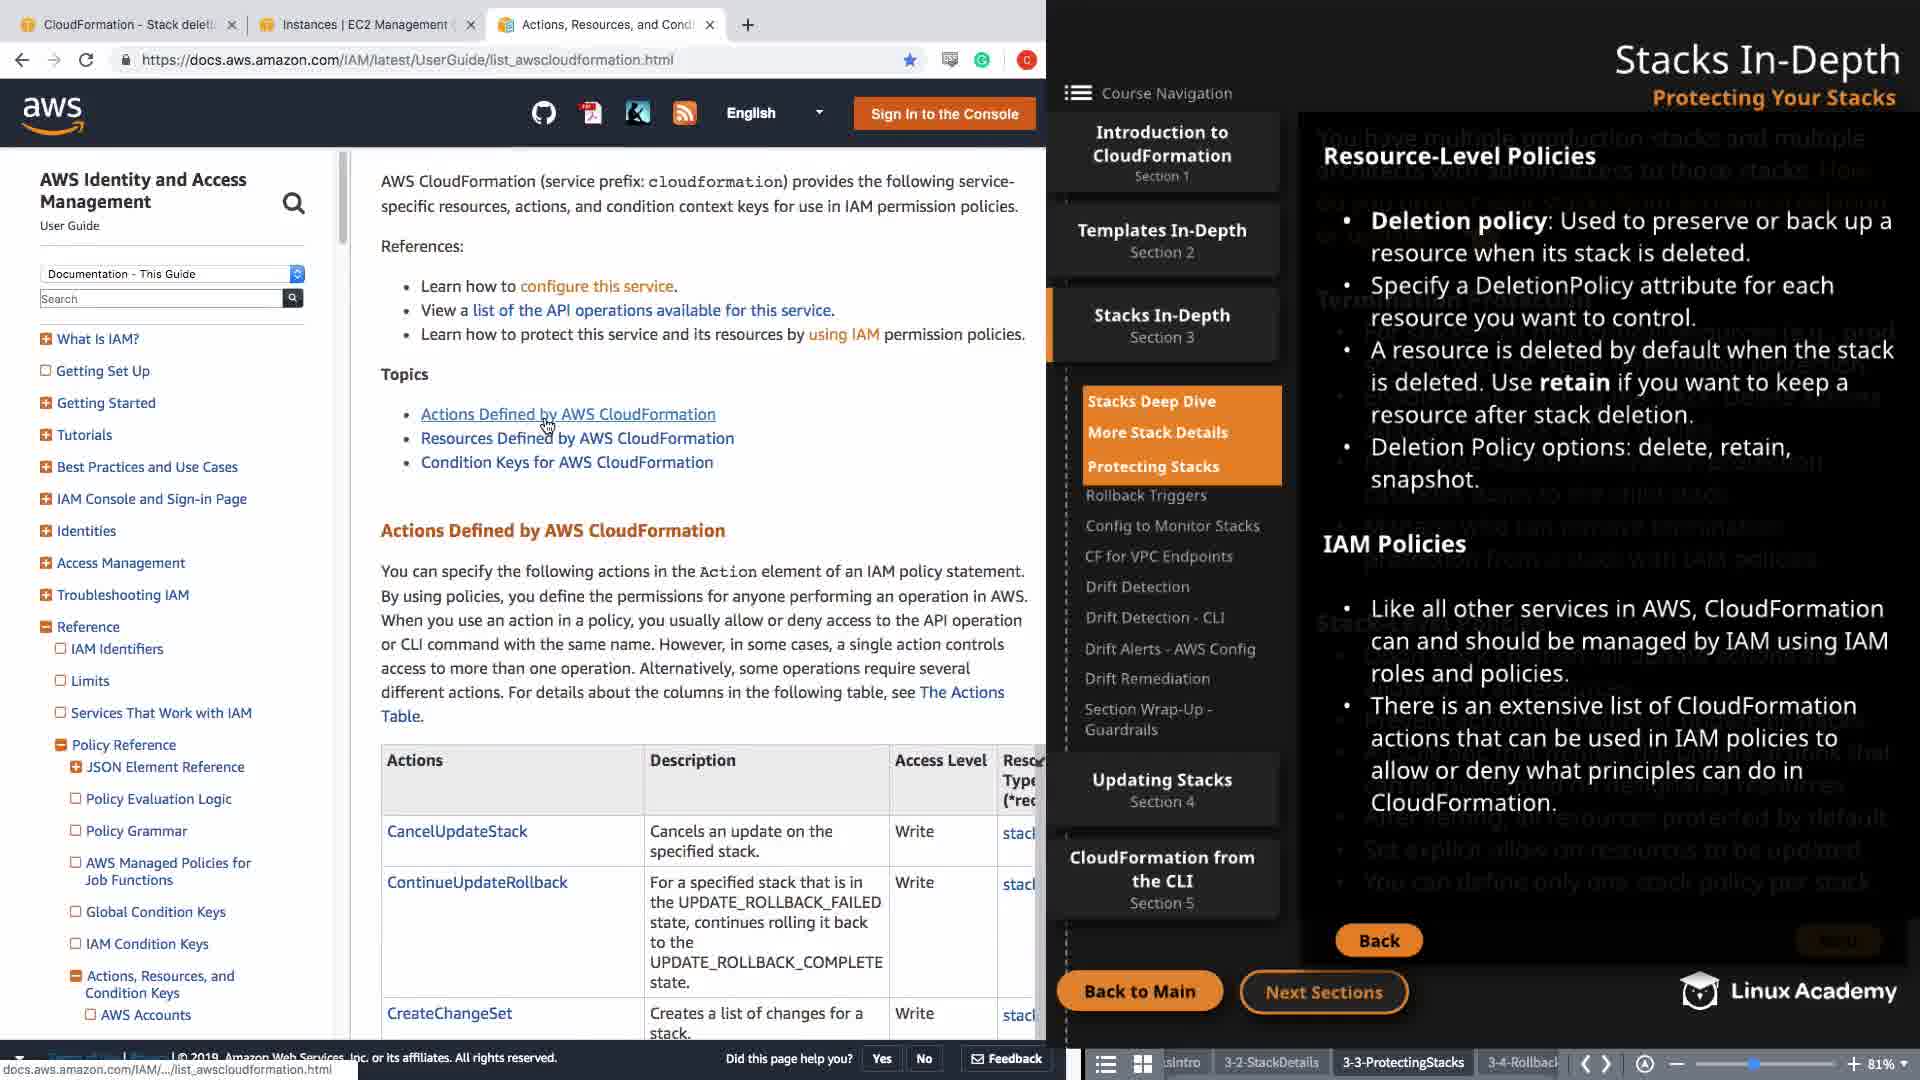 CloudFormation - Stack deleti
Instances | EC2 Management C
Actions, Resources, and Condi
https://docs.aws.amazon.com/IAM/latest/UserGuide/list_awscloudformation.html
aws
English
Sign In to the Console
AWS Identity and Access
Management
User Guide
Documentation - This Guide
Search
What Is IAM?
Getting Set Up
Getting Started
Tutorials
Best Practices and Use Cases
IAM Console and Sign-in Page
Identities
Access Management
Troubleshooting IAM
Reference
IAM Identifiers
Limits
Services That Work with IAM
Policy Reference
JSON Element Reference
Policy Evaluation Logic
Policy Grammar
AWS Managed Policies for
Job Functions
Global Condition Keys
IAM Condition Keys
Actions, Resources, and
Condition Keys
AWS Accounts
AWS CloudFormation (service prefix: cloudformation) provides the following service-
specific resources, actions, and condition context keys for use in IAM permission policies.
References:
• Learn how to configure this service.
• View a list of the API operations available for this service.
• Learn how to protect this service and its resources by using IAM permission policies.
Topics
• Actions Defined by AWS CloudFormation
• Resources Defined by AWS CloudFormation
• Condition Keys for AWS CloudFormation
Actions Defined by AWS CloudFormation
You can specify the following actions in the Action element of an IAM policy statement.
By using policies, you define the permissions for anyone performing an operation in AWS.
When you use an action in a policy, you usually allow or deny access to the API operation
or CLI command with the same name. However, in some cases, a single action controls
access to more than one operation. Alternatively, some operations require several
different actions. For details about the columns in the following table, see The Actions
Table.
Actions Description Access Level Reso
Type
(*rec
CancelUpdateStack Cancels an update on the Write stack
specified stack.
ContinueUpdateRollback For a specified stack that is in Write stack
the UPDATE_ROLLBACK_FAILED
state, continues rolling it back
to the
UPDATE_ROLLBACK_COMPLETE
state.
CreateChangeSet Creates a list of changes for a Write stack
stack.
© 2019, Amazon Web Services, Inc. or its affiliates. All rights reserved.
Did this page help you? Yes No Feedback
docs.aws.amazon.com/IAM/.../list_awscloudformation.html
Stacks In-Depth
Protecting Your Stacks
Course Navigation
Introduction to
CloudFormation
Section 1
Templates In-Depth
Section 2
Stacks In-Depth
Section 3
Stacks Deep Dive
More Stack Details
Protecting Stacks
Rollback Triggers
Config to Monitor Stacks
CF for VPC Endpoints
Drift Detection
Drift Detection - CLI
Drift Alerts - AWS Config
Drift Remediation
Section Wrap-Up -
Guardrails
Updating Stacks
Section 4
CloudFormation from
the CLI
Section 5
Resource-Level Policies
• Deletion policy: Used to preserve or back up a
resource when its stack is deleted.
• Specify a DeletionPolicy attribute for each
resource you want to control.
• A resource is deleted by default when the stack
is deleted. Use retain if you want to keep a
resource after stack deletion.
• Deletion Policy options: delete, retain,
snapshot.
IAM Policies
• Like all other services in AWS, CloudFormation
can and should be managed by IAM using IAM
roles and policies.
• There is an extensive list of CloudFormation
actions that can be used in IAM policies to
allow or deny what principles can do in
CloudFormation.
• Set explicit allow on resources to be updated
• You can define only one stack policy per stack
Back
Back to Main
Next Sections
Linux Academy
sIntro
3-2-StackDetails
3-3-ProtectingStacks
3-4-Rollback
81%